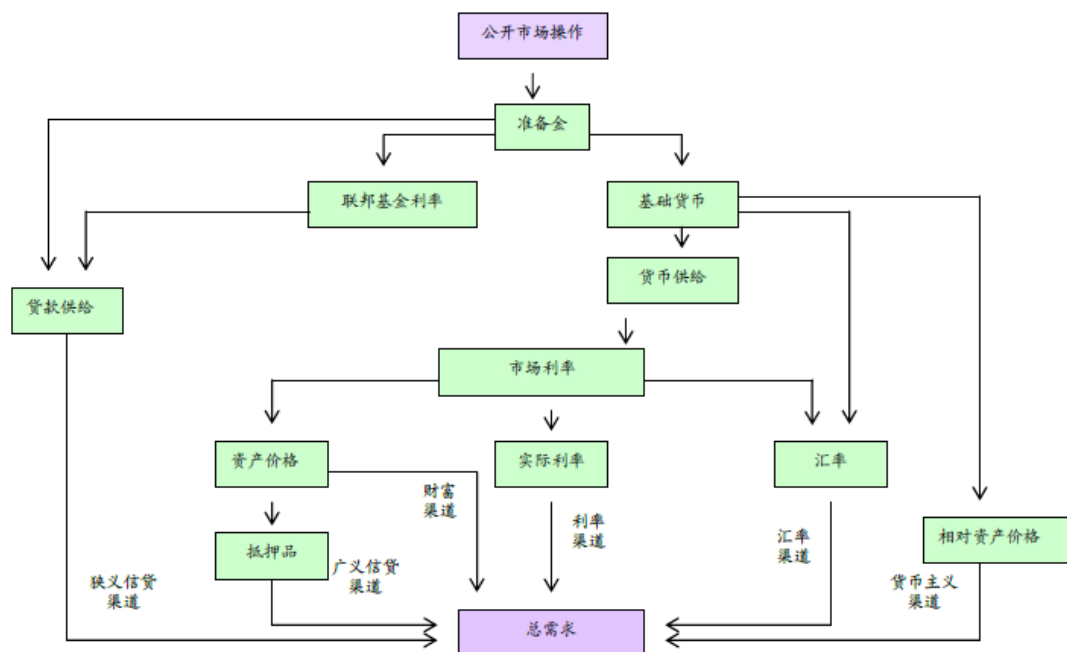 公开市场操作
准备金
联邦基金利率
基础货币
货币供给
贷款供给
市场利率
资产价格
实际利率
汇率
财富
渠道
利率
渠道
汇率
渠道
相对资产价格
抵押品
广义信贷
渠道
狭义信贷
渠道
货币主义
渠道
总需求